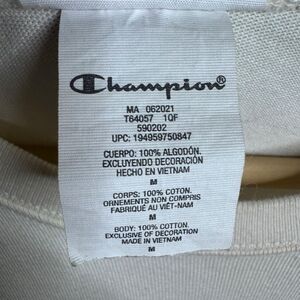 Champion®
MA 062021
T64057 1QF
590202
UPC: 194959750847
CUERPO: 100% ALGODÓN.
EXCLUYENDO DECORACIÓN
HECHO EN VIETNAM
M
CORPS: 100% COTON.
ORNEMENTS NON COMPRIS
FABRIQUÉ AU VIÊT-NAM
M
BODY: 100% COTTON
EXCLUSIVE OF DECORATION
MADE IN VIETNAM
M